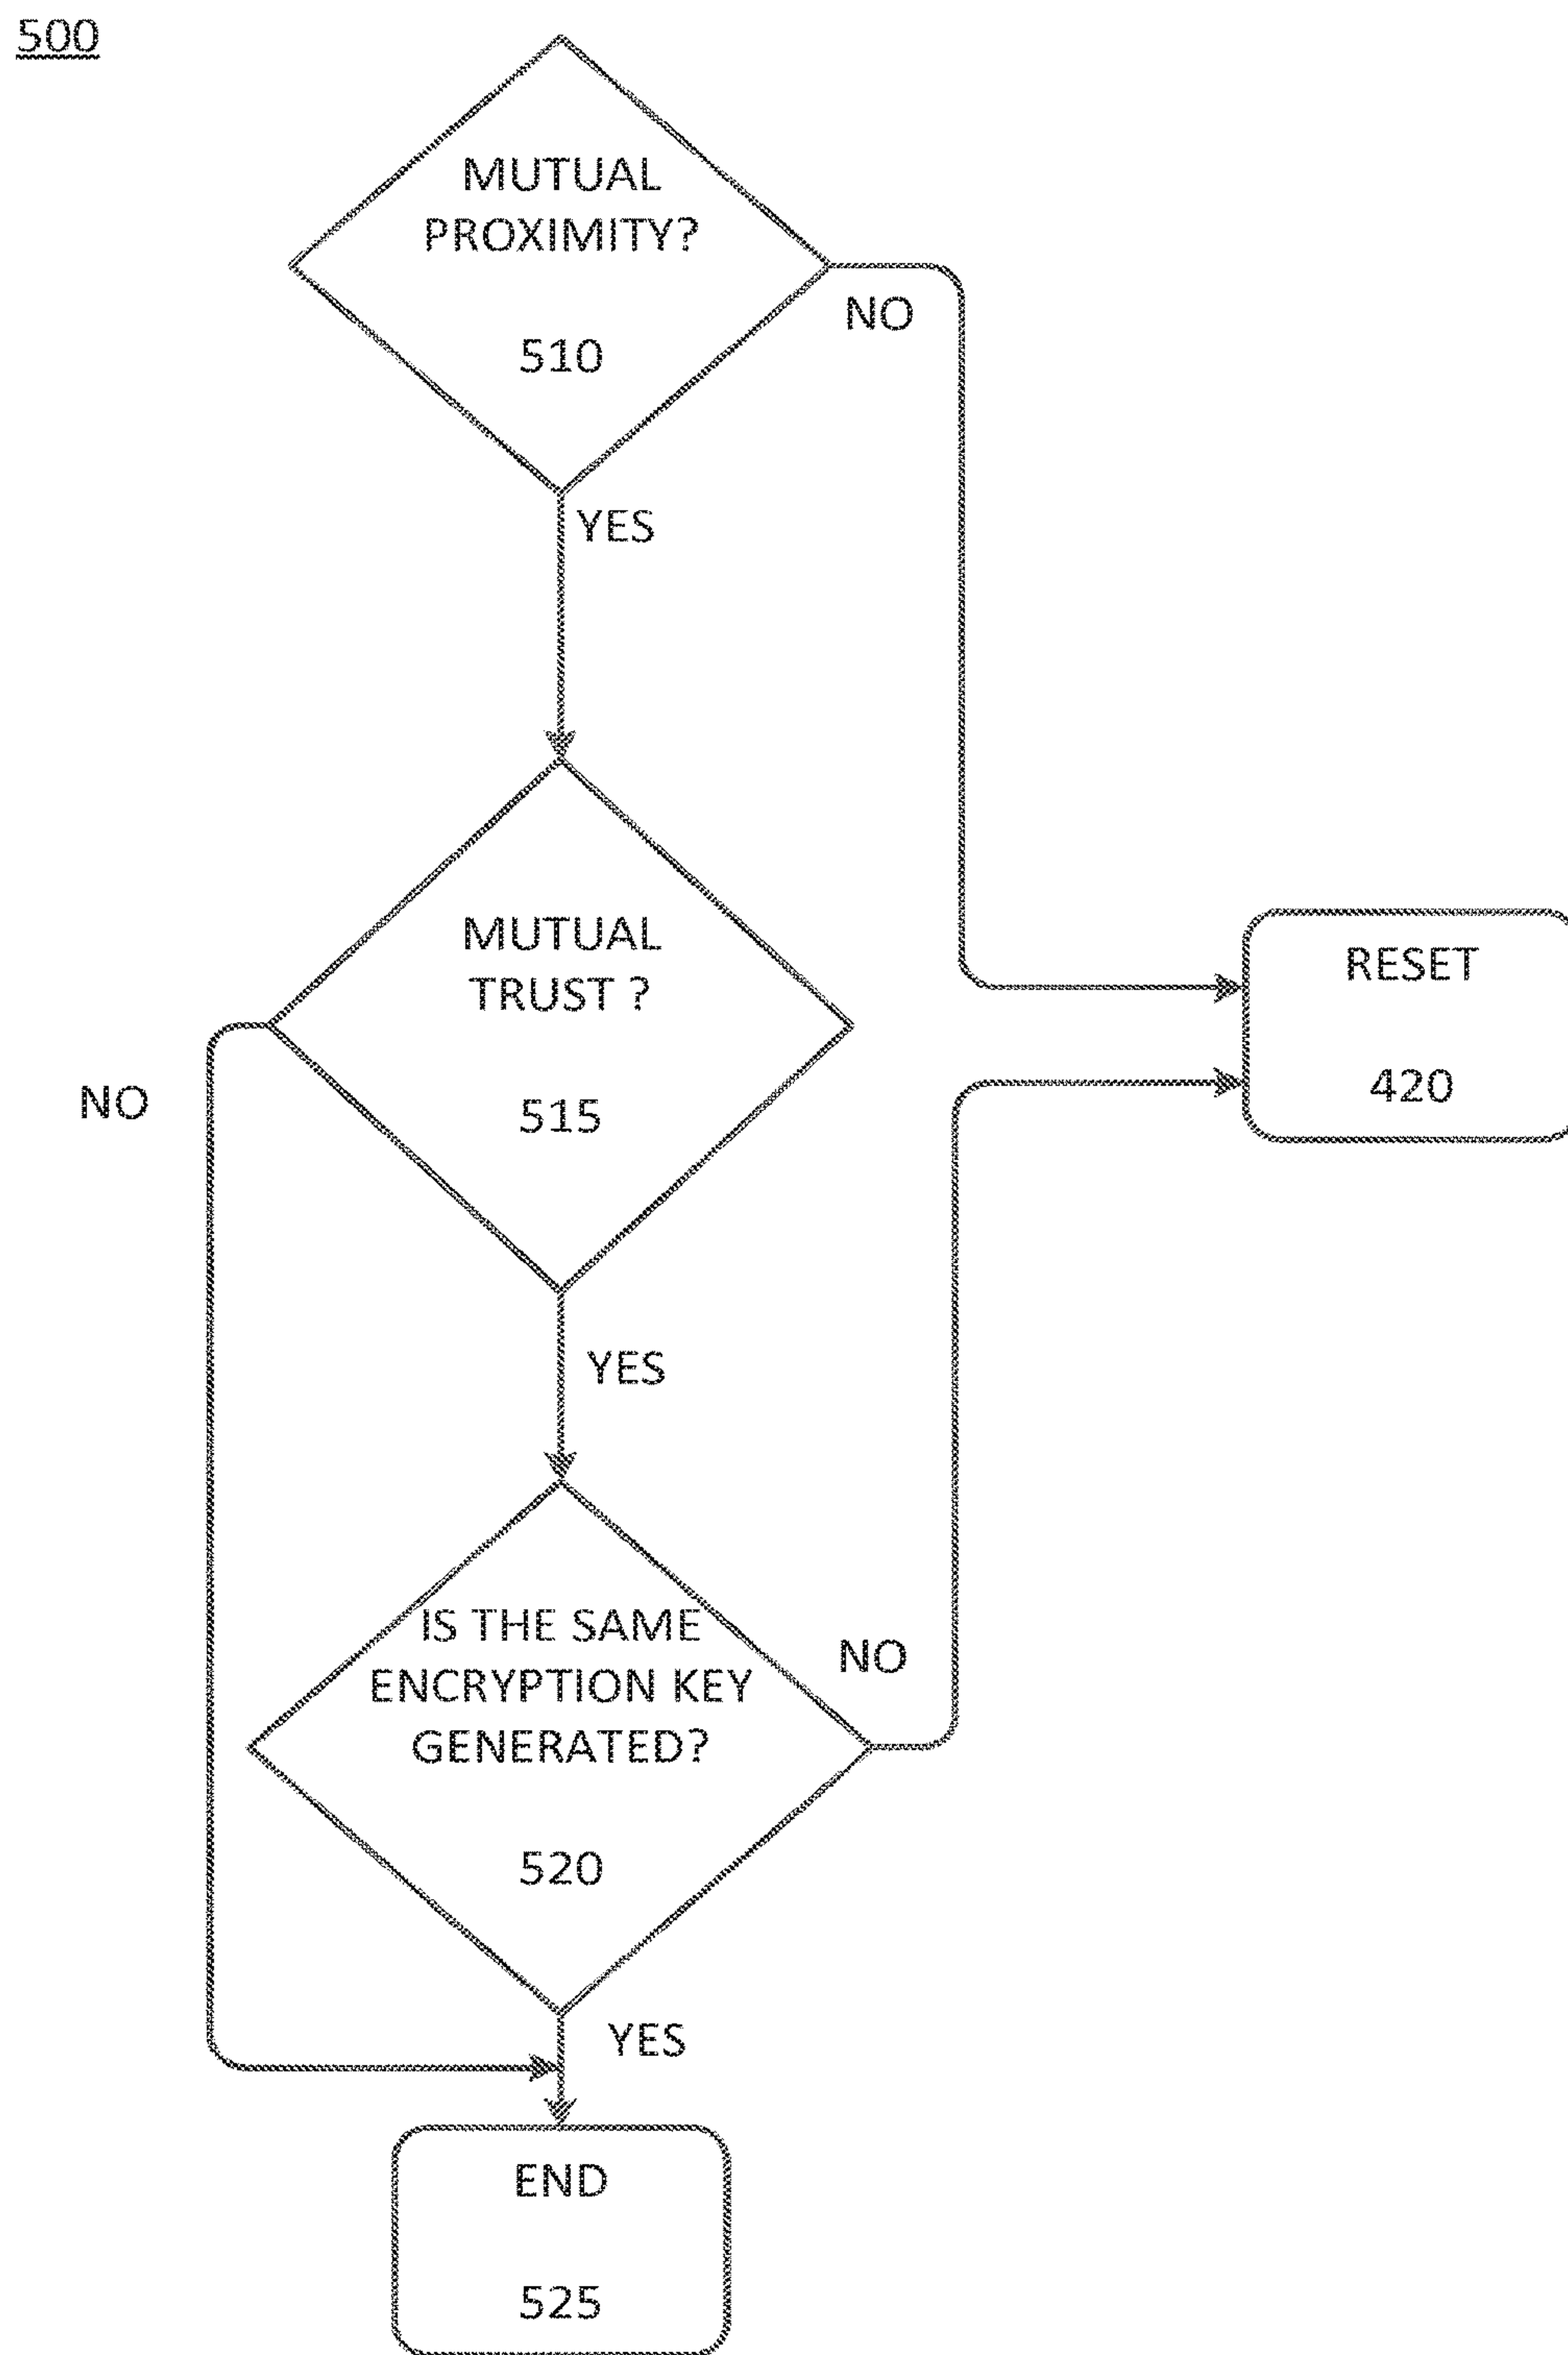 500
MUTUAL
PROXIMITY?
510
NO
YES
MUTUAL
TRUST ?
515
NO
RESET
420
YES
IS THE SAME
ENCRYPTION KEY
GENERATED?
520
NO
YES
END
525